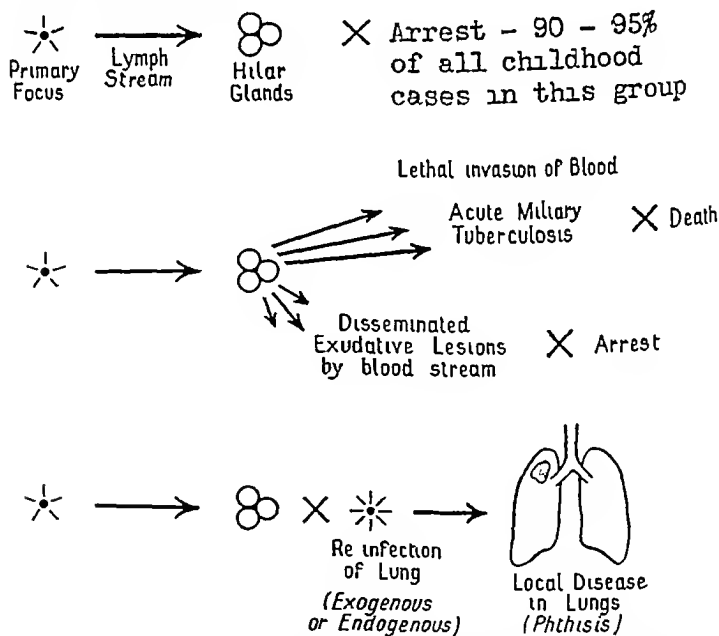 Primary
Focus
Lymph
Stream
Hilar
Glands
Arrest - 90 - 95%
of all childhood
cases in this group
Lethal invasion of Blood
Acute Miliary
Tuberculosis
Death
Disseminated
Exudative Lesions
by blood stream
Arrest
Re infection
of Lung
(Exogenous
or Endogenous)
Local Disease
in Lungs
(Phthisis)